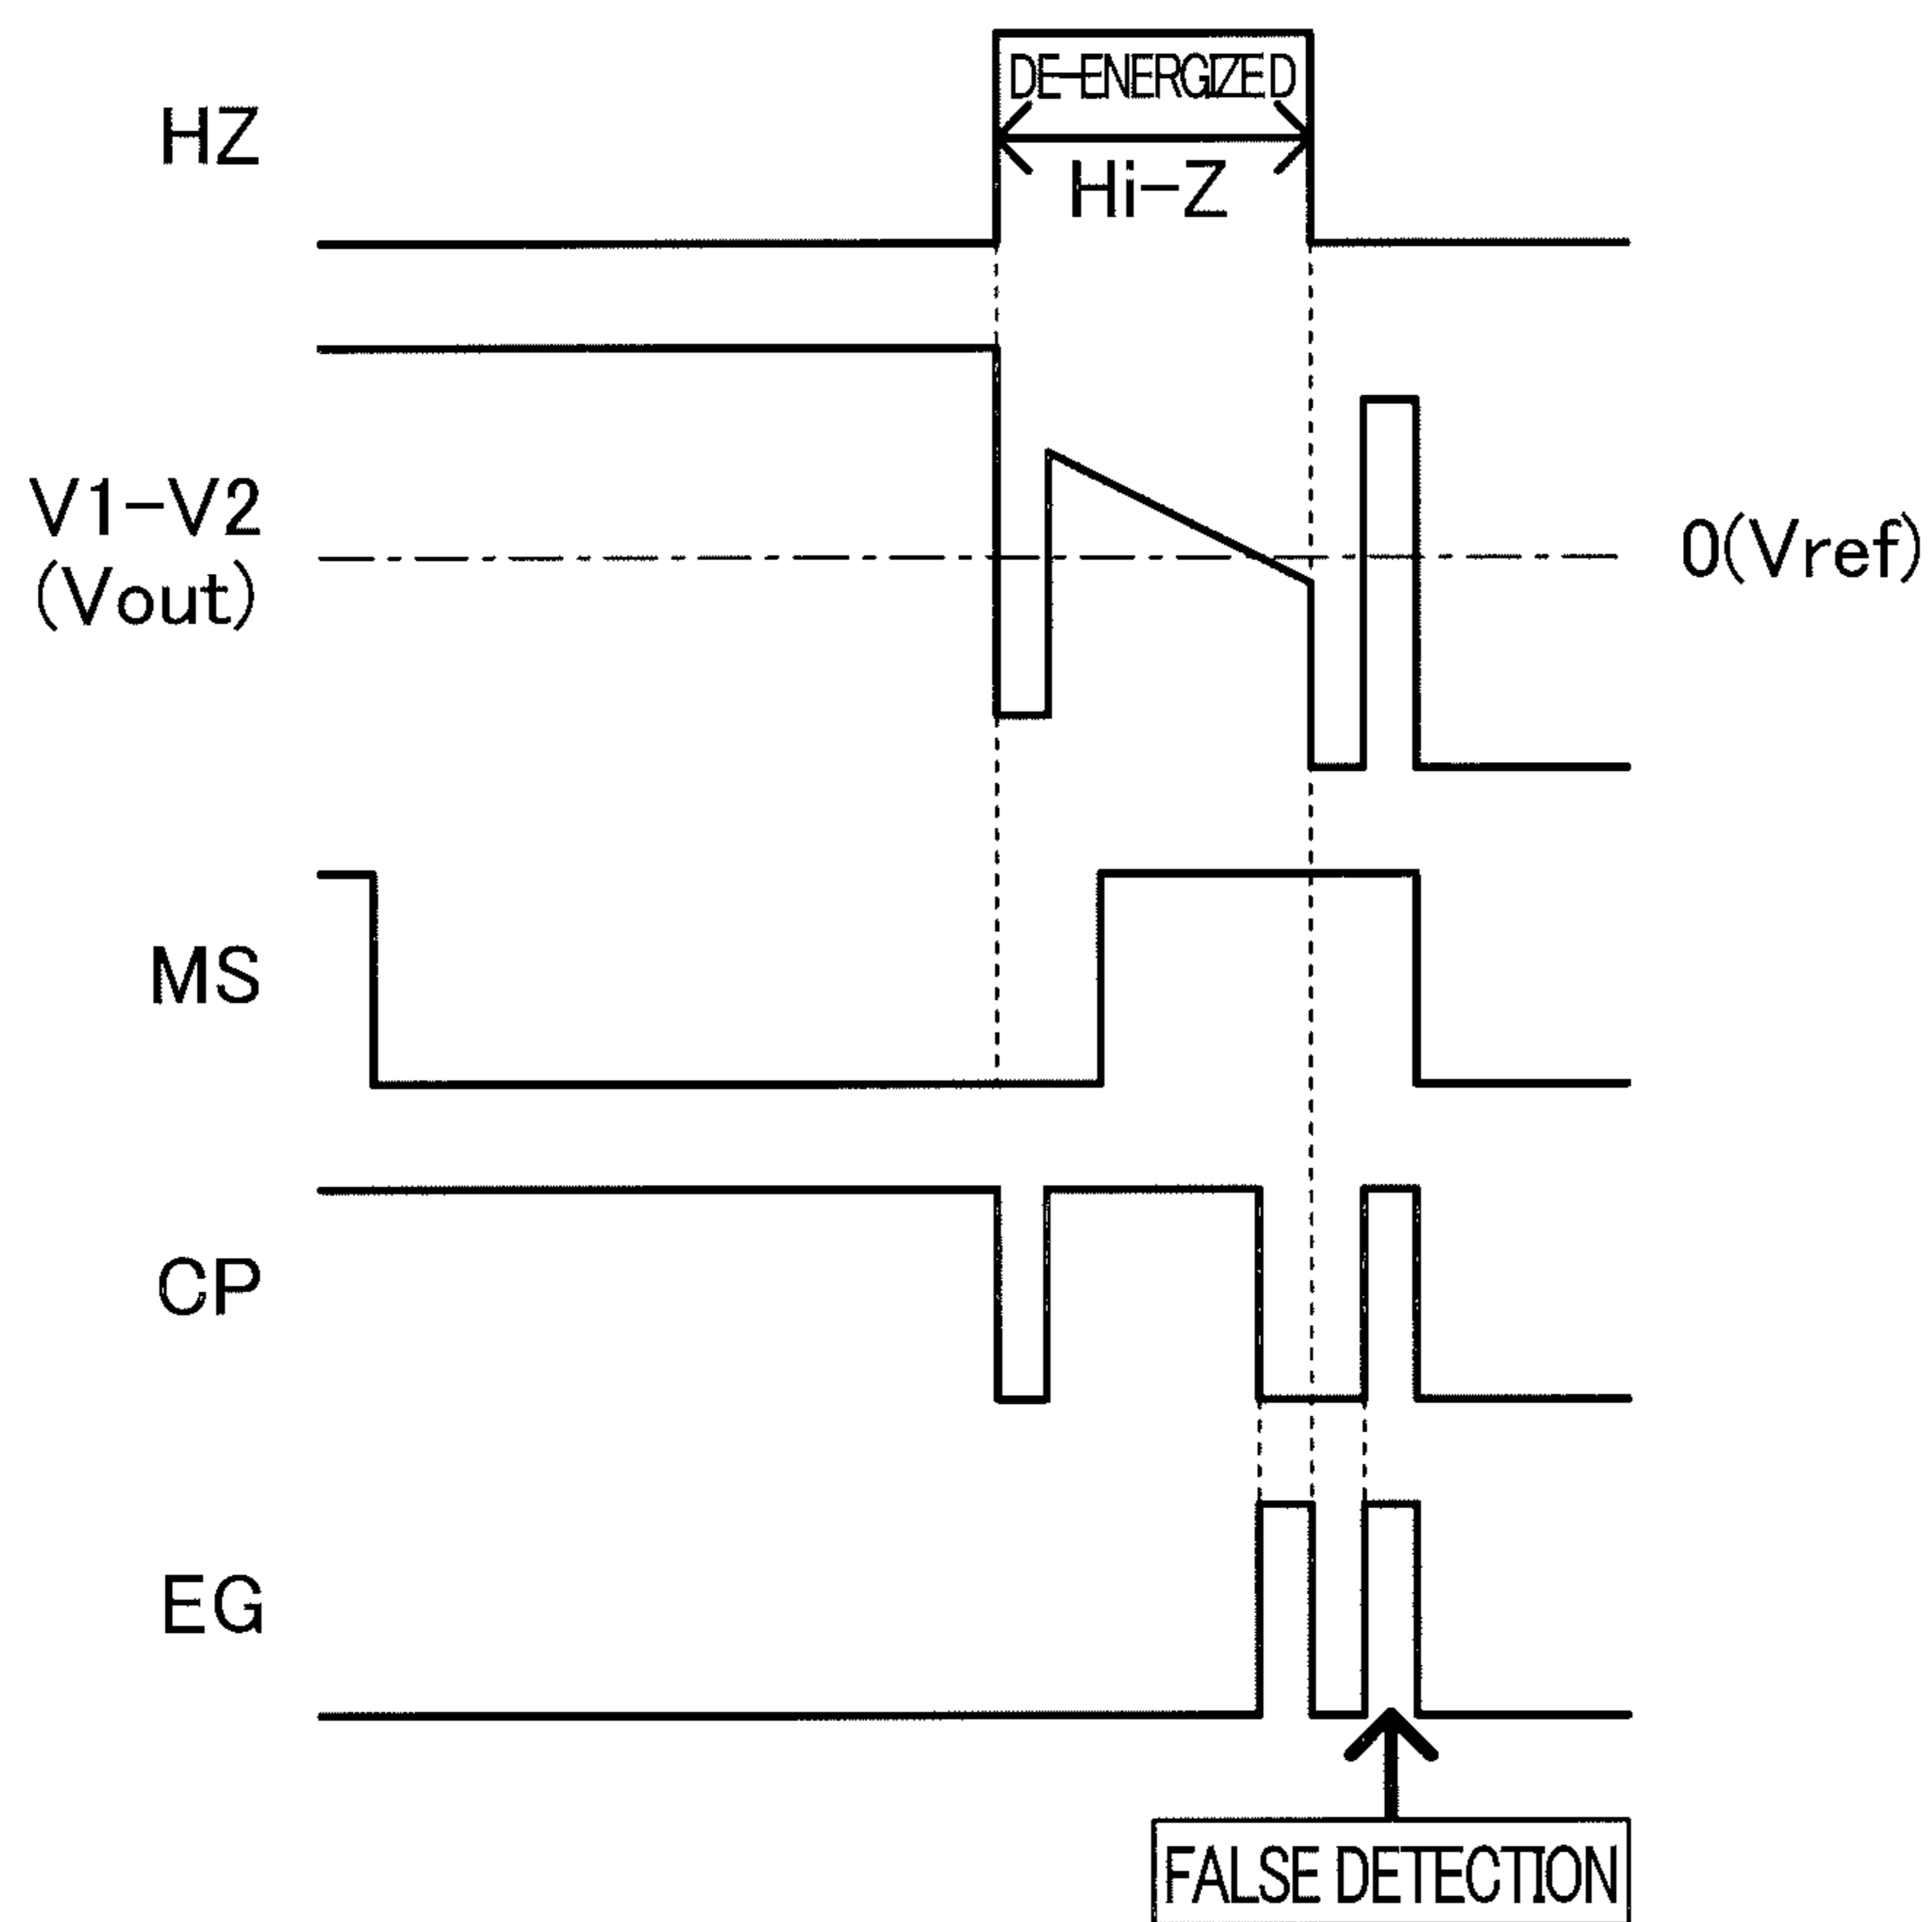 DE-ENERGIZED
HZ
Hi-Z
V1-V2
(Vout)
0(Vref)
MS
CP
EG
FALSE DETECTION